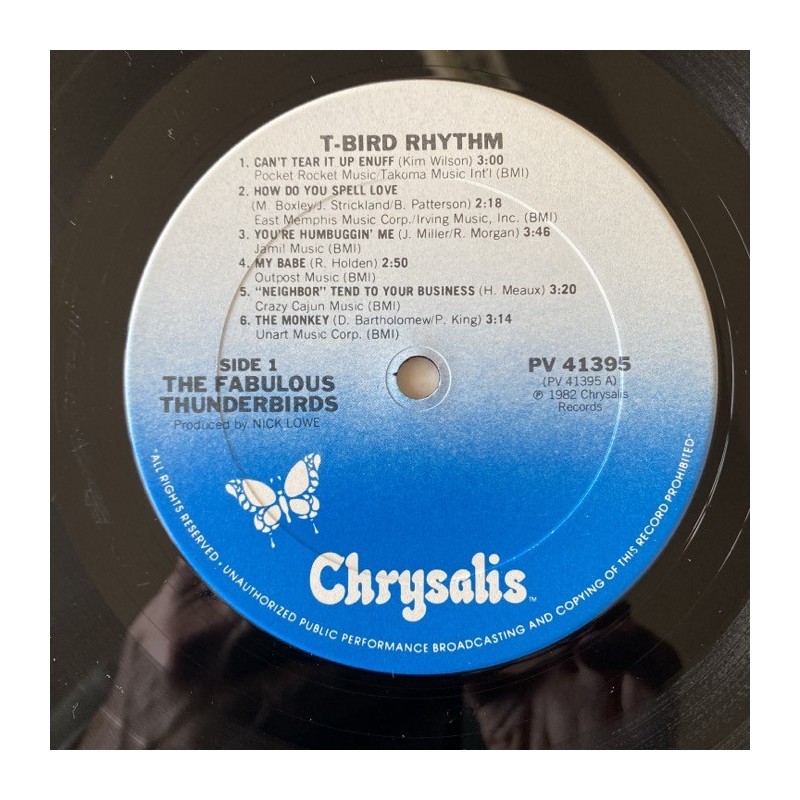 T-BIRD RHYTHM
1. CAN'T TEAR IT UP ENUFF (Kim Wilson) 3:00
Pocket Rocket Music/Takoma Music Int'l (BMI)
2. HOW DO YOU SPELL LOVE
(M. Boxley/J. Strickland/B. Patterson) 2:18
East Memphis Music Corp./Irving Music, Inc. (BMI)
3. YOU'RE HUMBUGGIN' ME (J. Miller/R. Morgan) 3:46
Jamil Music (BMI)
4. MY BABE (R. Holden) 2:50
Outpost Music (BMI)
5. "NEIGHBOR" TEND TO YOUR BUSINESS (H. Meaux) 3:20
Crazy Cajun Music (BMI)
6. THE MONKEY (D. Bartholomew/P. King) 3:14
Unart Music Corp. (BMI)
SIDE 1
THE FABULOUS
THUNDERBIRDS
Produced by NICK LOWE
PV 41395
(PV 41395 A)
℗ 1982 Chrysalis
Records
Chrysalis™
"ALL RIGHTS RESERVED • UNAUTHORIZED PUBLIC PERFORMANCE BROADCASTING AND COPYING OF THIS RECORD PROHIBITED"